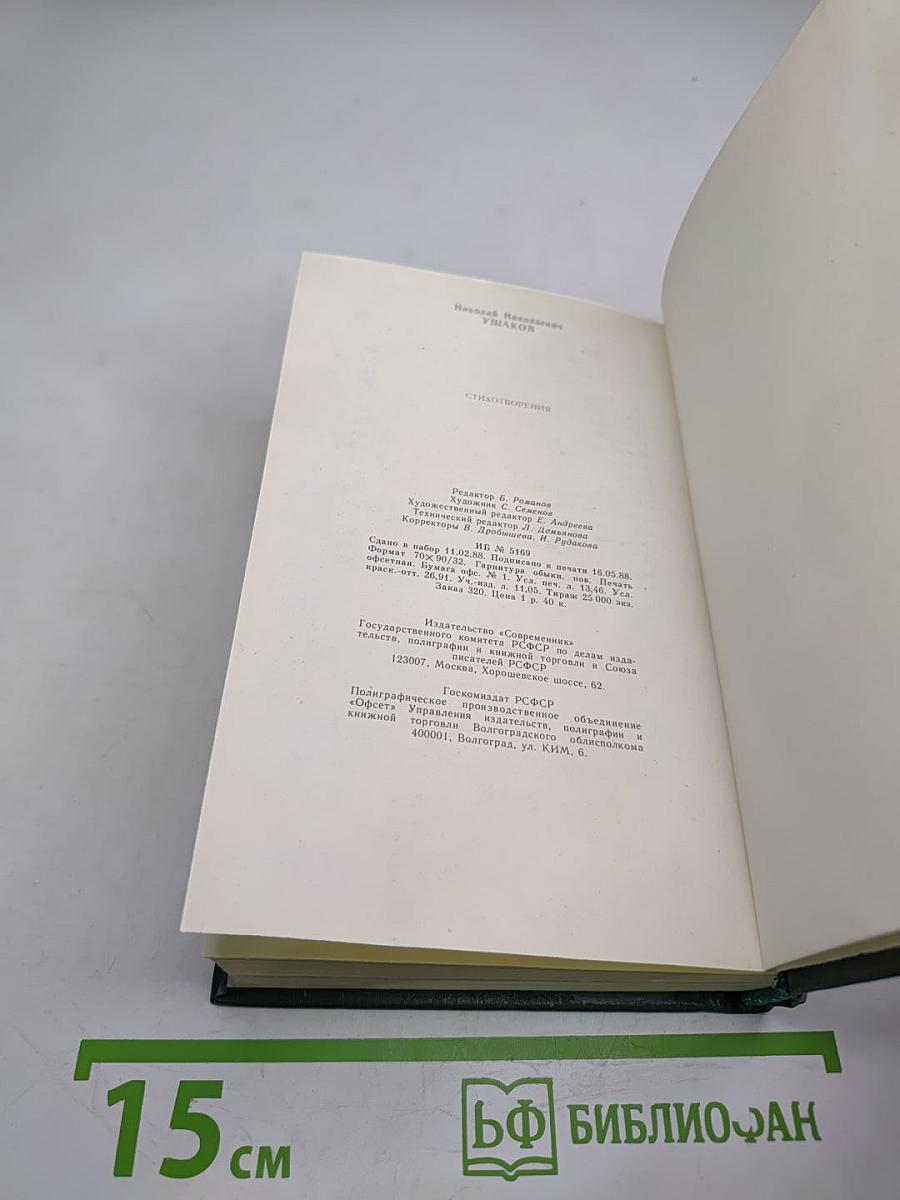 Николай Николаевич
УШАКОВ
СТИХОТВОРЕНИЯ
Редактор Б. Романов
Художник С. Семенов
Художественный редактор Е. Андреева
Технический редактор Л. Демьянова
Корректоры В. Дробышева, И. Рудакова
ИБ № 5169
Сдано в набор 11.02.88. Подписано к печати 16.05.88.
Формат 70×90/32. Гарнитура обыкн. нов. Печать
офсетная. Бумага офс. № 1. Усл. печ. л. 13,46. Усл.
краск.-отт. 26,91. Уч.-изд. л. 11,05. Тираж 25 000 экз.
Заказ 320. Цена 1 р. 40 к.
Издательство «Современник»
Государственного комитета РСФСР по делам изда-
тельств, полиграфии и книжной торговли и Союза
писателей РСФСР
123007, Москва, Хорошевское шоссе, 62.
Госкомиздат РСФСР
Полиграфическое производственное объединение
«Офсет» Управления издательств, полиграфии и
книжной торговли Волгоградского облисполкома
400001, Волгоград, ул. КИМ, 6.
15 см
БФ БИБЛИОФАН